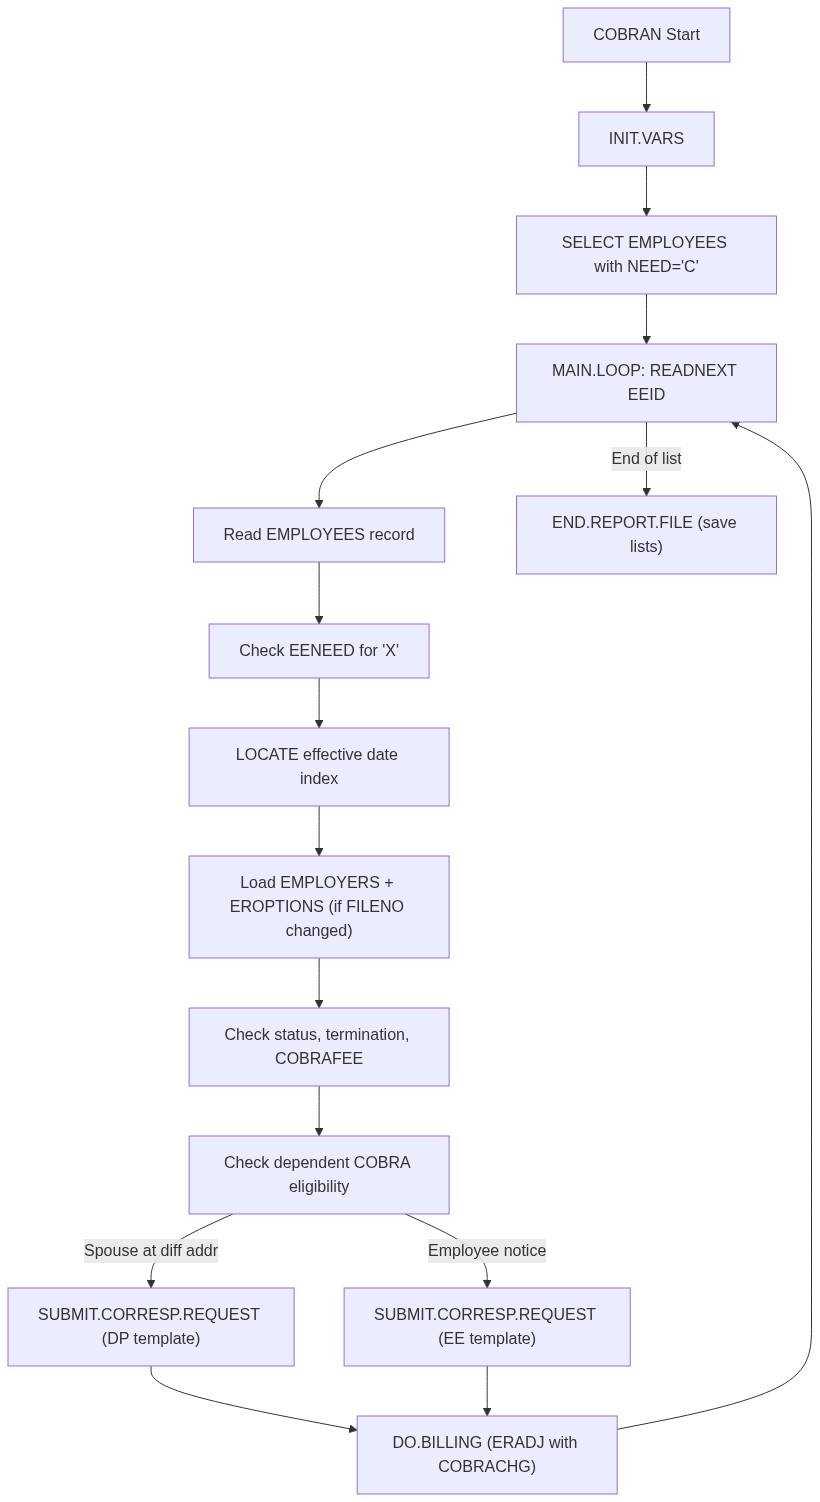 COBRAN Start
INIT.VARS
SELECT EMPLOYEES
with NEED='C'
MAIN.LOOP: READNEXT
EEID
End of list
END.REPORT.FILE (save
lists)
Read EMPLOYEES record
Check EENEED for 'X'
LOCATE effective date
index
Load EMPLOYERS +
EROPTIONS (if FILENO
changed)
Check status, termination,
COBRAFEE
Check dependent COBRA
eligibility
Spouse at diff addr
Employee notice
SUBMIT.CORRESP.REQUEST
(DP template)
SUBMIT.CORRESP.REQUEST
(EE template)
DO.BILLING (ERADJ with
COBRACHG)